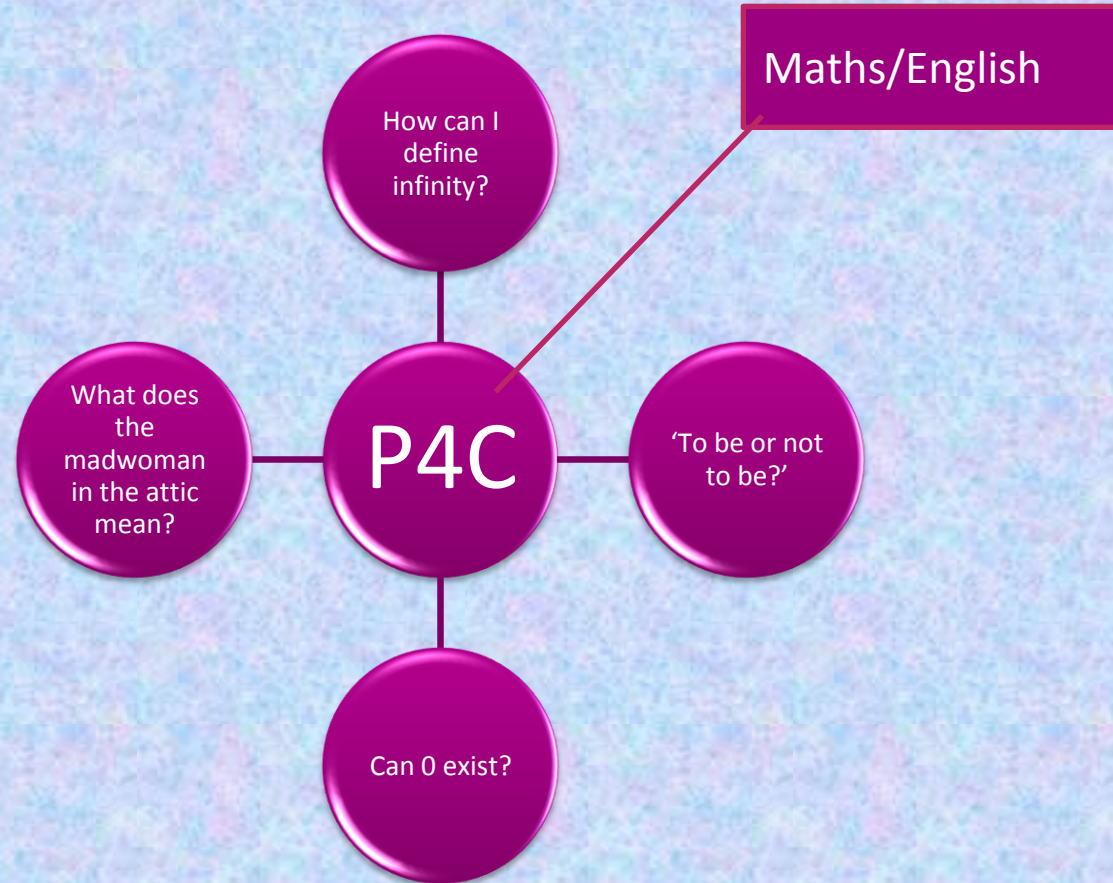 Maths/English
How can I
define
infinity?
What does
the
madwoman
in the attic
mean?
P4C
‘To be or not
to be?’
Can 0 exist?